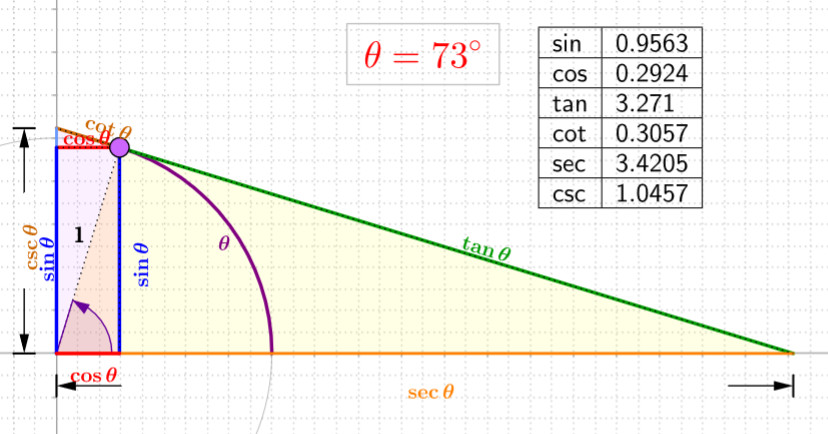 θ = 73°
sin 0.9563
cos 0.2924
tan 3.271
cot 0.3057
sec 3.4205
csc 1.0457
cot θ
cos θ
1
csc θ
sin θ
sin θ
θ
tan θ
cos θ
sec θ